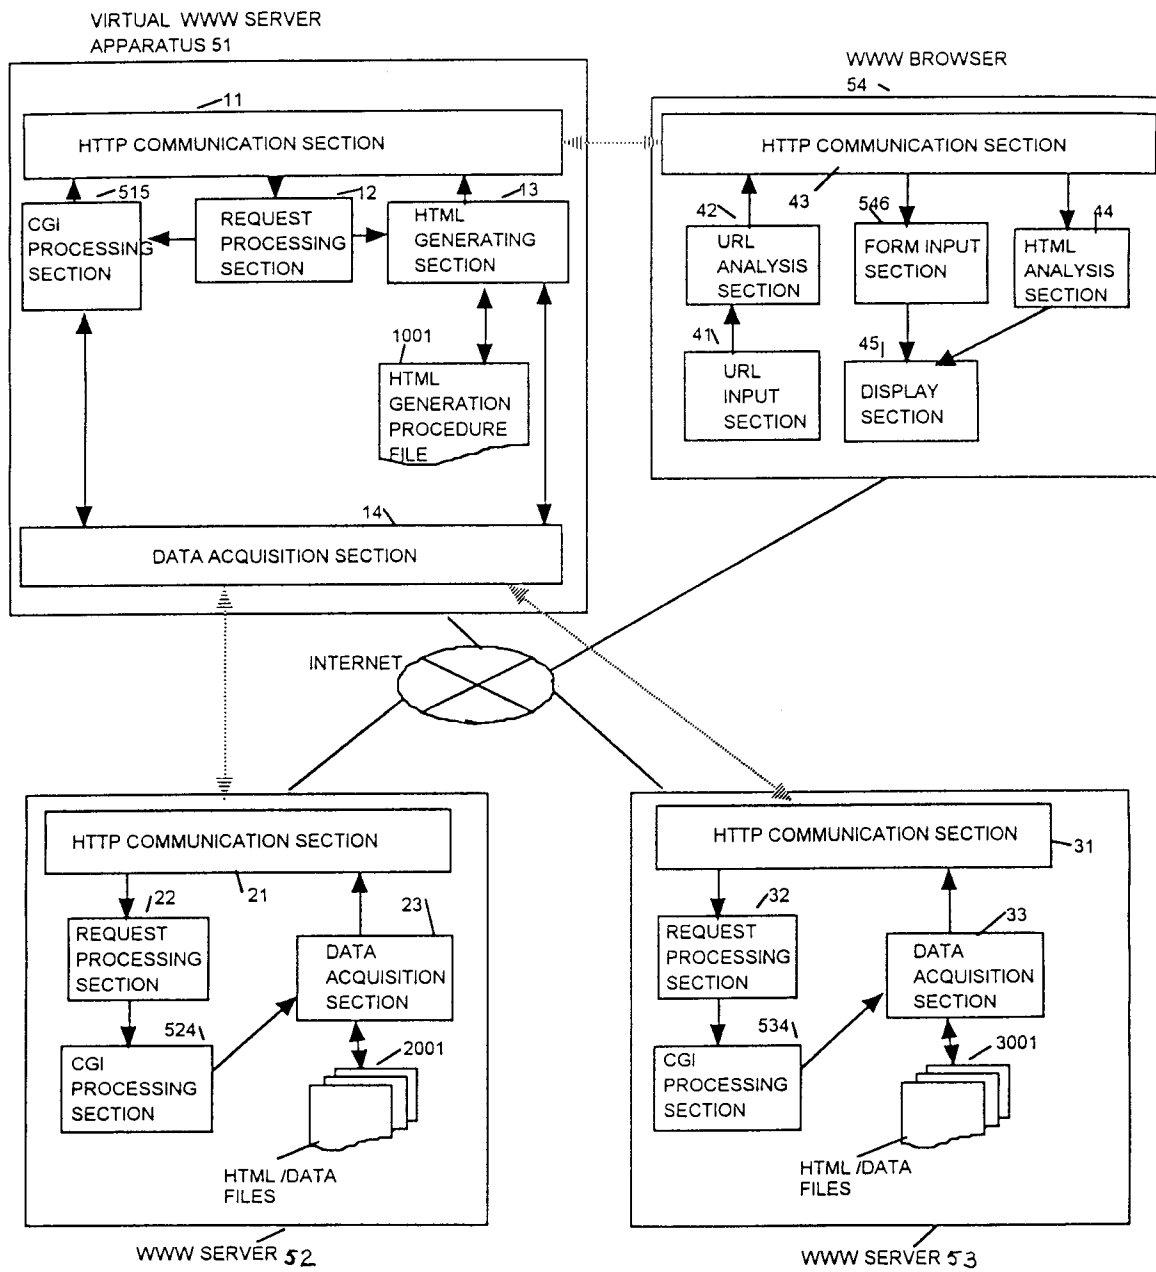 VIRTUAL WWW SERVER
APPARATUS 51
11
HTTP COMMUNICATION SECTION
515
CGI
PROCESSING
SECTION
12
REQUEST
PROCESSING
SECTION
13
HTML
GENERATING
SECTION
1001
HTML
GENERATION
PROCEDURE
FILE
14
DATA ACQUISITION SECTION
WWW BROWSER
54
HTTP COMMUNICATION SECTION
43
42
URL
ANALYSIS
SECTION
546
FORM INPUT
SECTION
44
HTML
ANALYSIS
SECTION
41
URL
INPUT
SECTION
45
DISPLAY
SECTION
INTERNET
HTTP COMMUNICATION SECTION
21
22
REQUEST
PROCESSING
SECTION
23
DATA
ACQUISITION
SECTION
524
CGI
PROCESSING
SECTION
2001
HTML /DATA
FILES
WWW SERVER 52
HTTP COMMUNICATION SECTION
31
32
REQUEST
PROCESSING
SECTION
33
DATA
ACQUISITION
SECTION
534
CGI
PROCESSING
SECTION
3001
HTML /DATA
FILES
WWW SERVER 53